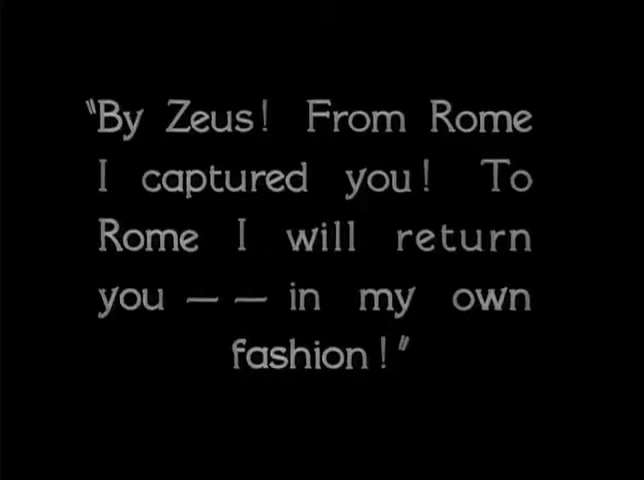 "By Zeus! From Rome
I captured you! To
Rome I will return
you — — in my own
fashion!"